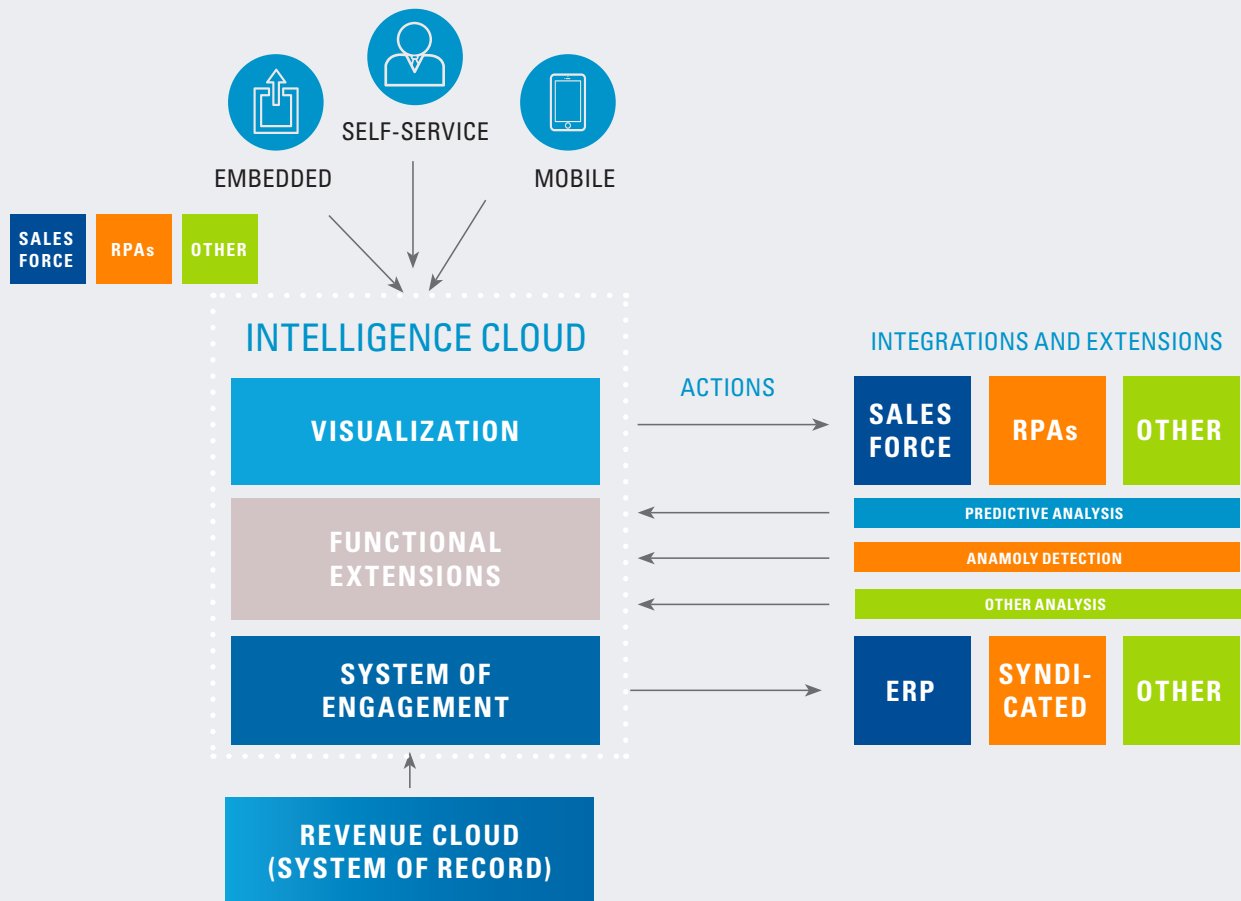 SELF-SERVICE
EMBEDDED
MOBILE
SALES
FORCE
RPAs
OTHER
INTELLIGENCE CLOUD
VISUALIZATION
FUNCTIONAL
EXTENSIONS
SYSTEM OF
ENGAGEMENT
REVENUE CLOUD
(SYSTEM OF RECORD)
ACTIONS
INTEGRATIONS AND EXTENSIONS
SALES
FORCE
RPAs
OTHER
PREDICTIVE ANALYSIS
ANAMOLY DETECTION
OTHER ANALYSIS
ERP
SYNDI-
CATED
OTHER